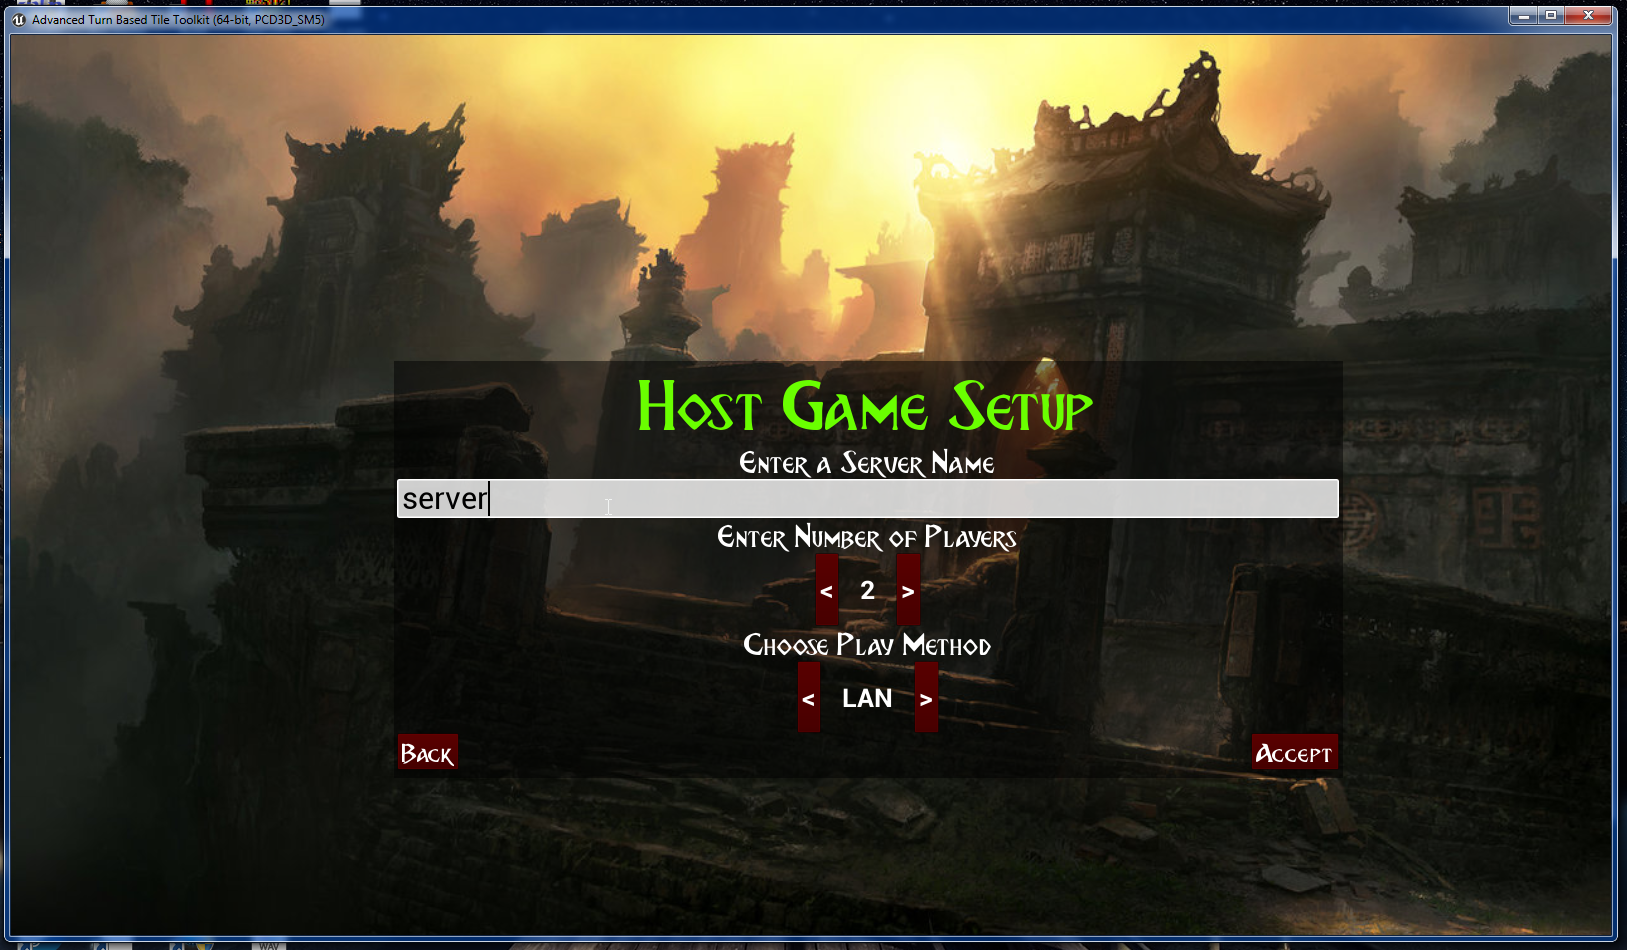 Advanced Turn Based Tile Toolkit (64-bit, PCD3D_SM5)
Host Game Setup
Enter a Server Name
server
Enter Number of Players
< 2 >
Choose Play Method
< LAN >
Back
Accept